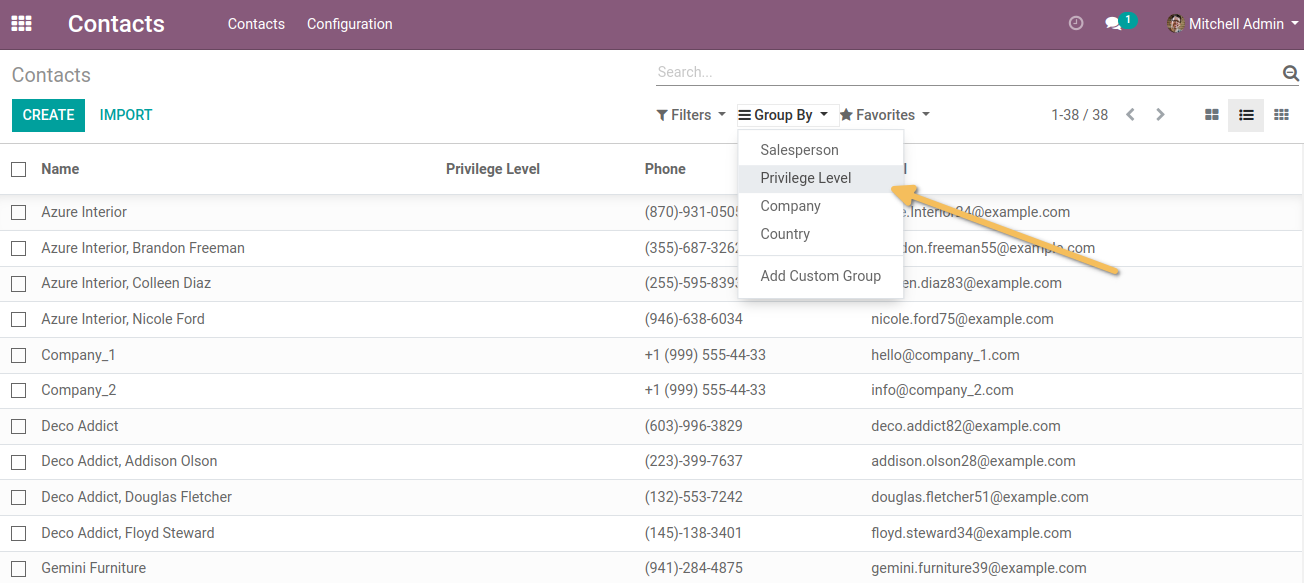 Contacts Contacts Configuration 1 Mitchell Admin
Contacts Search...
CREATE IMPORT Filters Group By Favorites 1-38 / 38
Salesperson
Privilege Level
Company
Country
Add Custom Group
Name Privilege Level Phone
Azure Interior (870)-931-0505 e.Interior24@example.com
Azure Interior, Brandon Freeman (355)-687-3262 don.freeman55@example.com
Azure Interior, Colleen Diaz (255)-595-8393 en.diaz83@example.com
Azure Interior, Nicole Ford (946)-638-6034 nicole.ford75@example.com
Company_1 +1 (999) 555-44-33 hello@company_1.com
Company_2 +1 (999) 555-44-33 info@company_2.com
Deco Addict (603)-996-3829 deco.addict82@example.com
Deco Addict, Addison Olson (223)-399-7637 addison.olson28@example.com
Deco Addict, Douglas Fletcher (132)-553-7242 douglas.fletcher51@example.com
Deco Addict, Floyd Steward (145)-138-3401 floyd.steward34@example.com
Gemini Furniture (941)-284-4875 gemini.furniture39@example.com